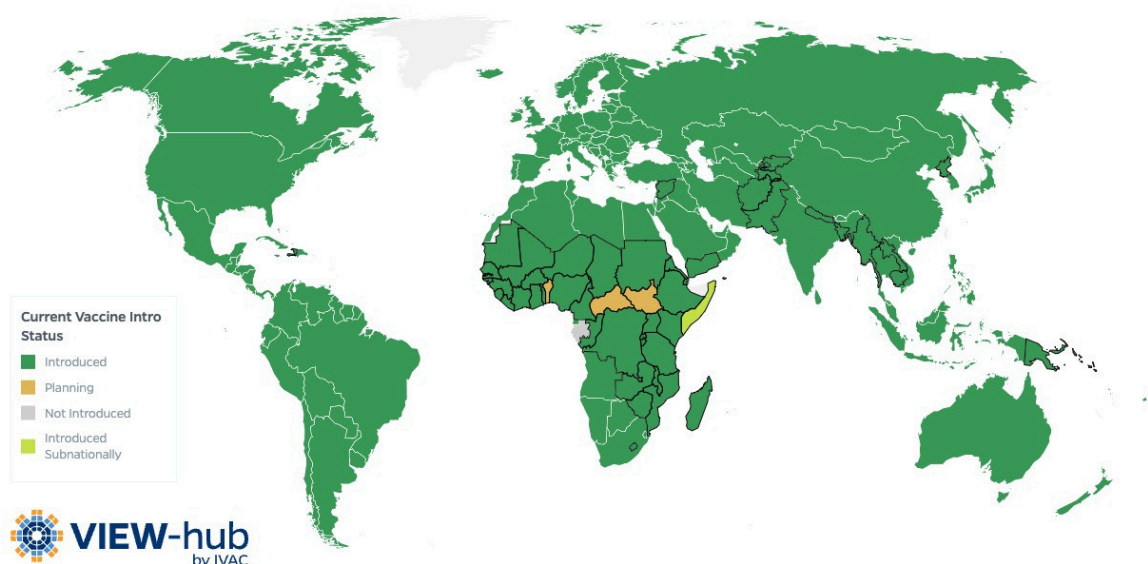 Current Vaccine Intro
Status
Introduced
Planning
Not Introduced
Introduced
Subnationally
VIEW-hub
by IVAC